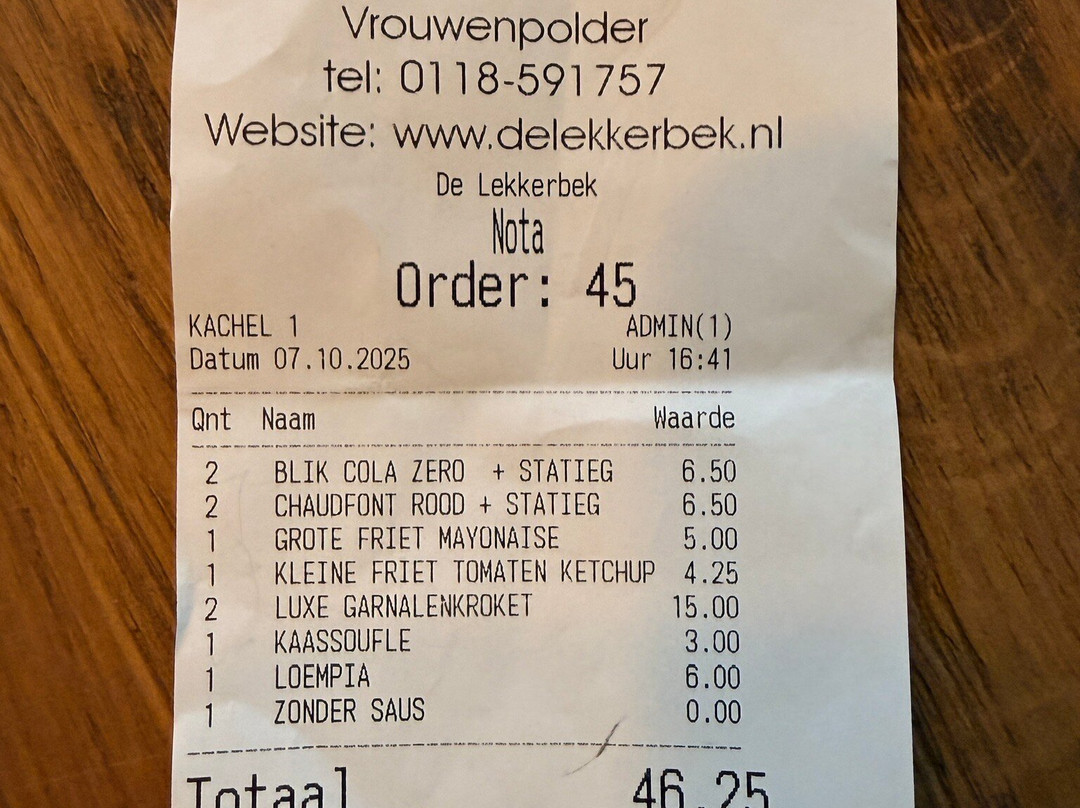 Vrouwenpolder
tel: 0118-591757
Website: www.delekkerbek.nl
De Lekkerbek
Nota
Order: 45
KACHEL 1 ADMIN(1)
Datum 07.10.2025 Uur 16:41
Qnt Naam Waarde
2 BLIK COLA ZERO + STATIEG 6.50
2 CHAUDFONT ROOD + STATIEG 6.50
1 GROTE FRIET MAYONAISE 5.00
1 KLEINE FRIET TOMATEN KETCHUP 4.25
2 LUXE GARNALENKROKET 15.00
1 KAASSOUFLE 3.00
1 LOEMPIA 6.00
1 ZONDER SAUS 0.00
Totaal 46.25